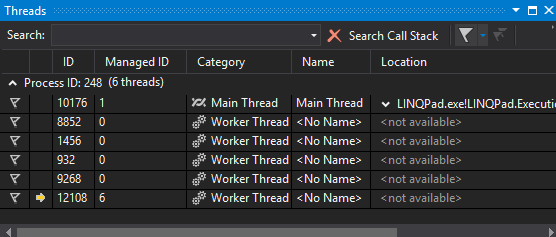 Threads
Search: Search Call Stack
ID Managed ID Category Name Location
Process ID: 248 (6 threads)
10176 1 Main Thread Main Thread LINQPad.exe!LINQPad.Executio
8852 0 Worker Thread <No Name> <not available>
1456 0 Worker Thread <No Name> <not available>
932 0 Worker Thread <No Name> <not available>
9268 0 Worker Thread <No Name> <not available>
12108 6 Worker Thread <No Name> <not available>